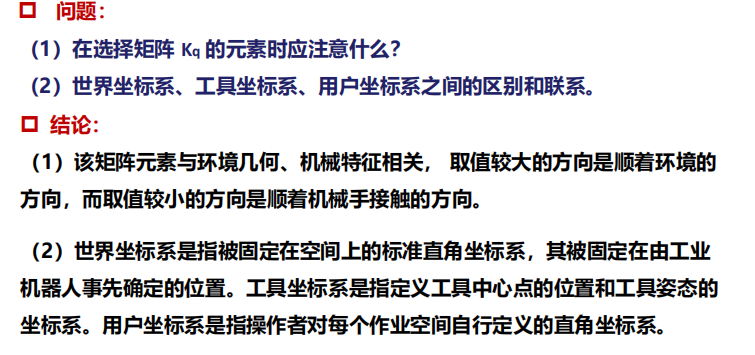 问题：
（1）在选择矩阵 Kq 的元素时应注意什么？
（2）世界坐标系、工具坐标系、用户坐标系之间的区别和联系。
结论：
（1）该矩阵元素与环境几何、机械特征相关， 取值较大的方向是顺着环境的
方向，而取值较小的方向是顺着机械手接触的方向。
（2）世界坐标系是指被固定在空间上的标准直角坐标系，其被固定在由工业
机器人事先确定的位置。工具坐标系是指定义工具中心点的位置和工具姿态的
坐标系。用户坐标系是指操作者对每个作业空间自行定义的直角坐标系。